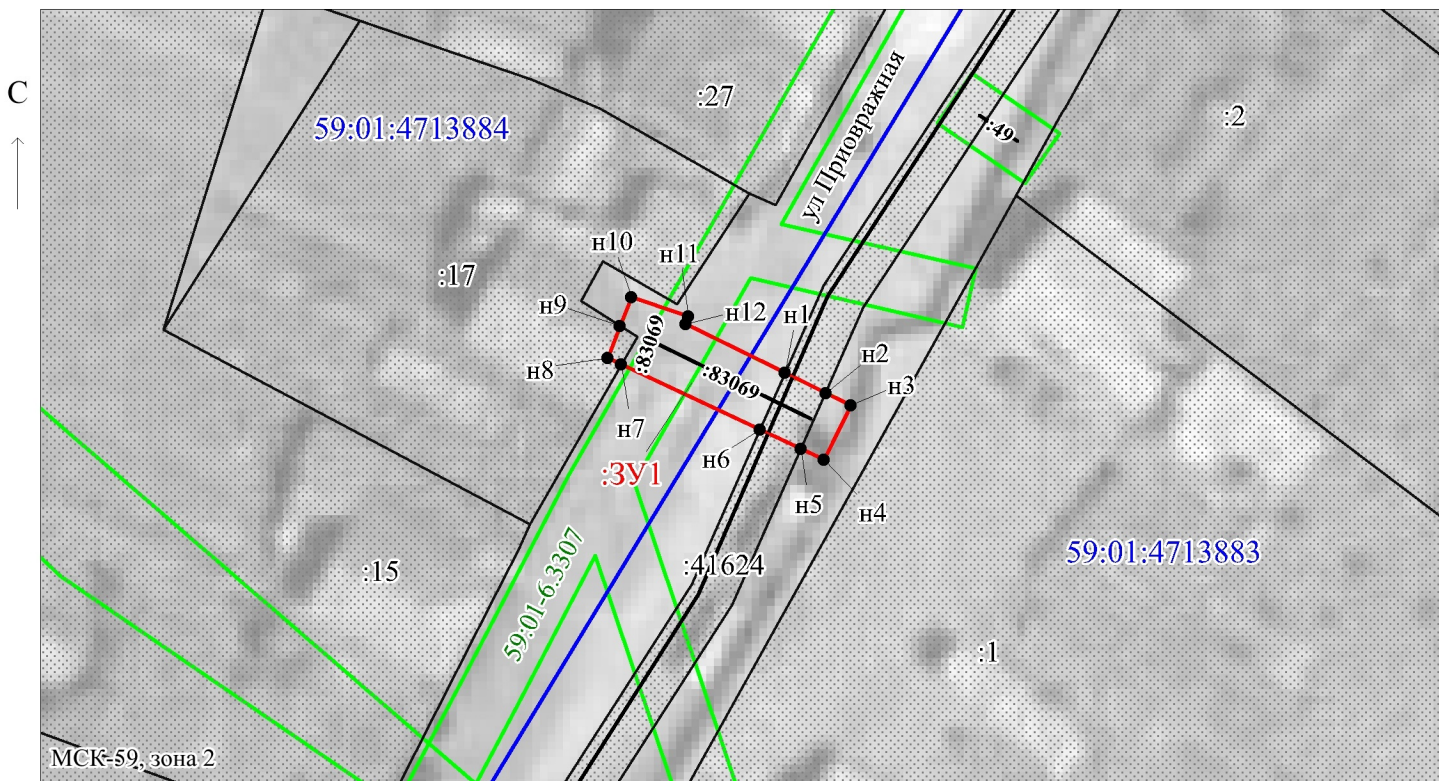 С
:27
ул Приовражная
:49
:2
59:01:4713884
:17
н10
н11
н9
н12
н1
:83069
н2
н8
:83069
н3
н7
н6
:ЗУ1
н5
н4
59:01:4713883
59:01-6.3307
:41624
:15
:1
МСК-59, зона 2